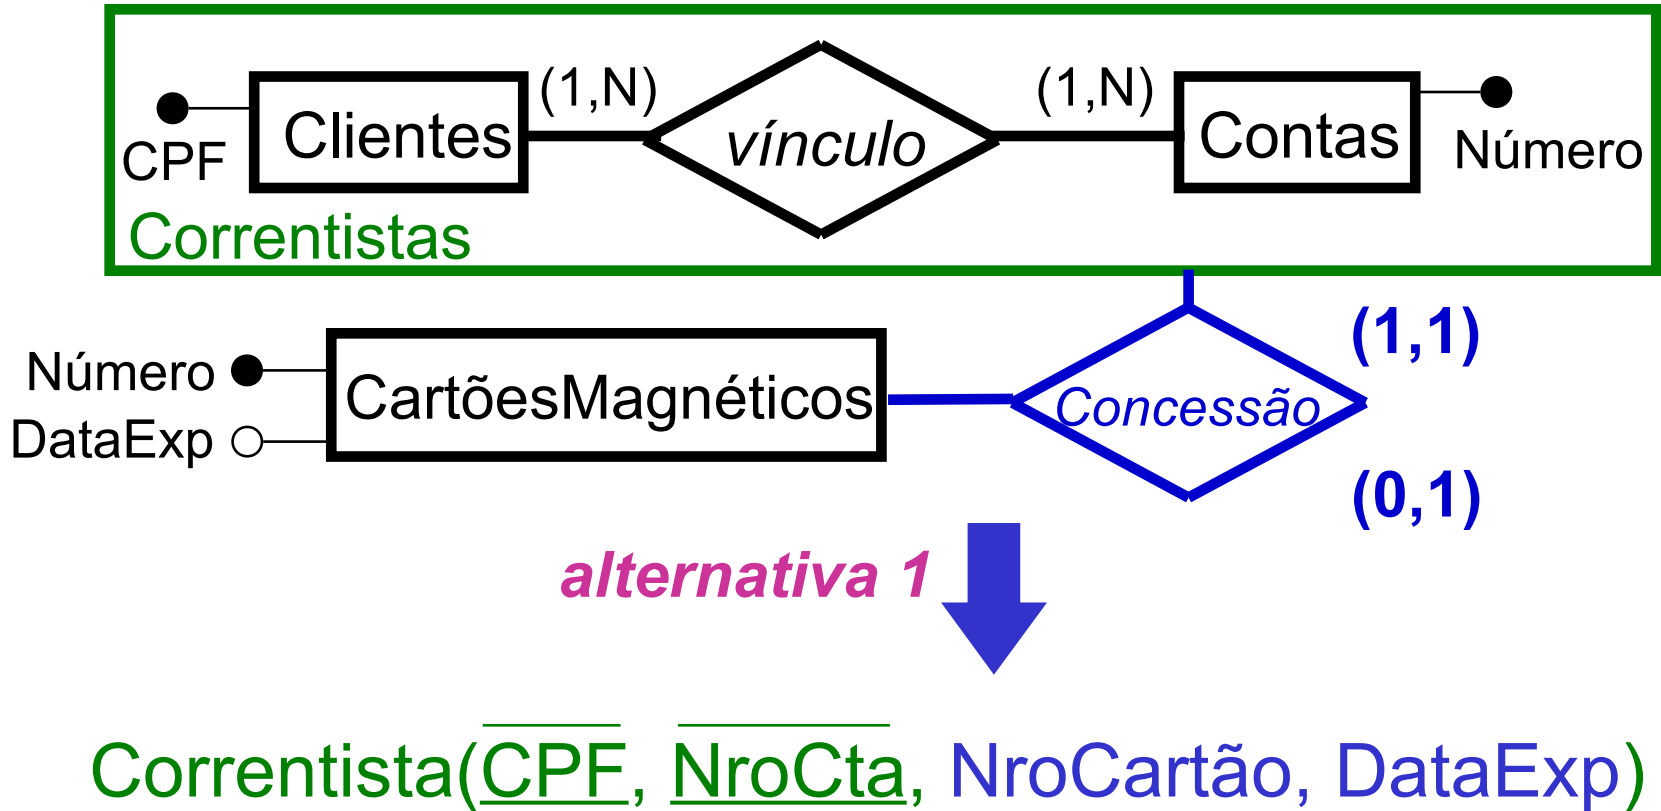 (1,N) (1,N)
Clientes vínculo Contas
CPF Número
Correntistas
(1,1)
Número
CartõesMagnéticos Concessão
DataExp
(0,1)
alternativa 1
Correntista(CPF, NroCta, NroCartão, DataExp)